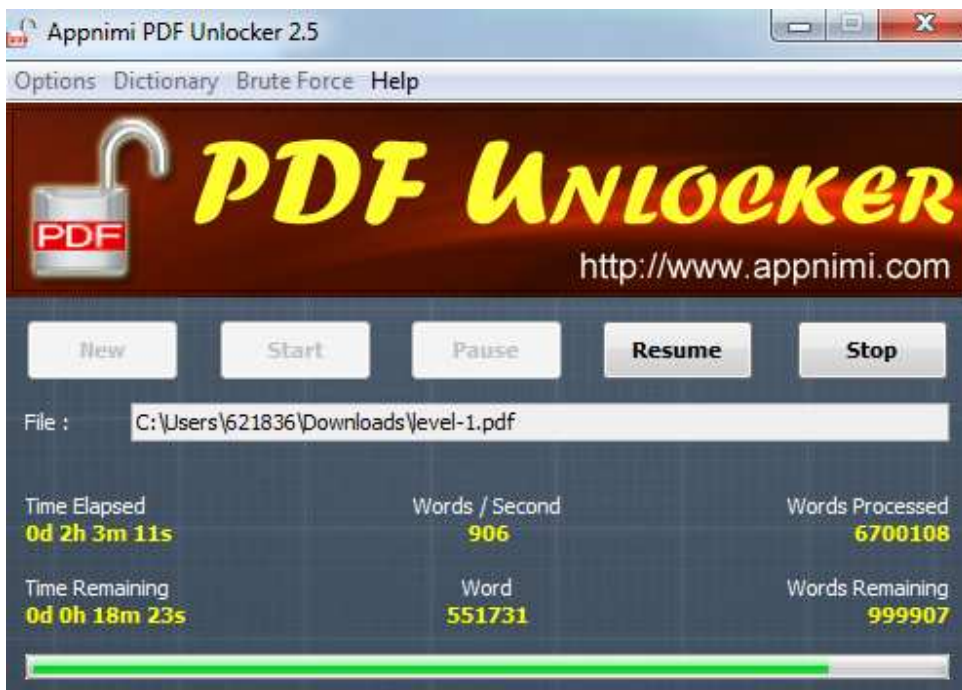 Appnimi PDF Unlocker 2.5
Options Dictionary Brute Force Help
PDF
PDF UNLOCKER
http://www.appnimi.com
New Start Pause Resume Stop
File : C:\Users\621836\Downloads\level-1.pdf
Time Elapsed Words / Second Words Processed
0d 2h 3m 11s 906 6700108
Time Remaining Word Words Remaining
0d 0h 18m 23s 551731 999907